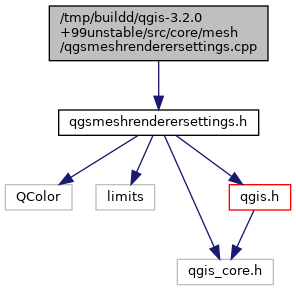 /tmp/buildd/qgis-3.2.0
+99unstable/src/core/mesh
/qgsmeshrenderersettings.cpp
qgsmeshrenderersettings.h
QColor
limits
qgis.h
qgis_core.h